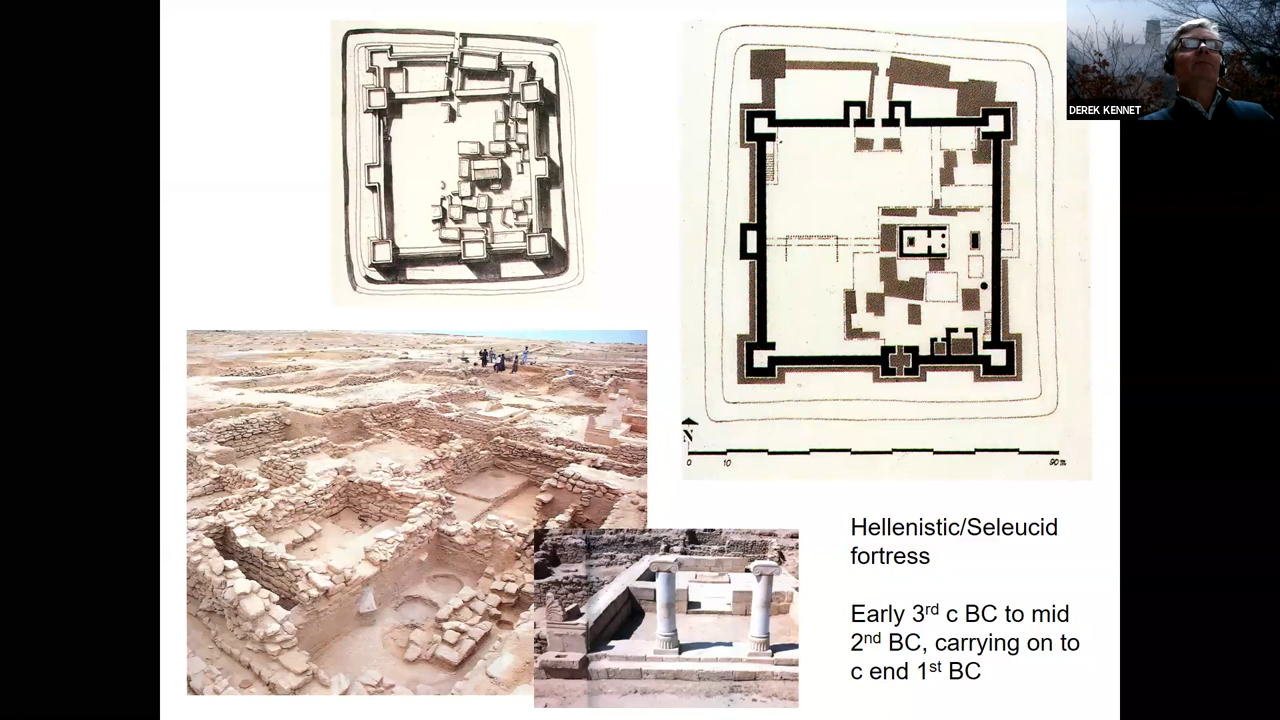 DEREK KENNET
N
0 10 90 m
Hellenistic/Seleucid
fortress
Early 3rd c BC to mid
2nd BC, carrying on to
c end 1st BC